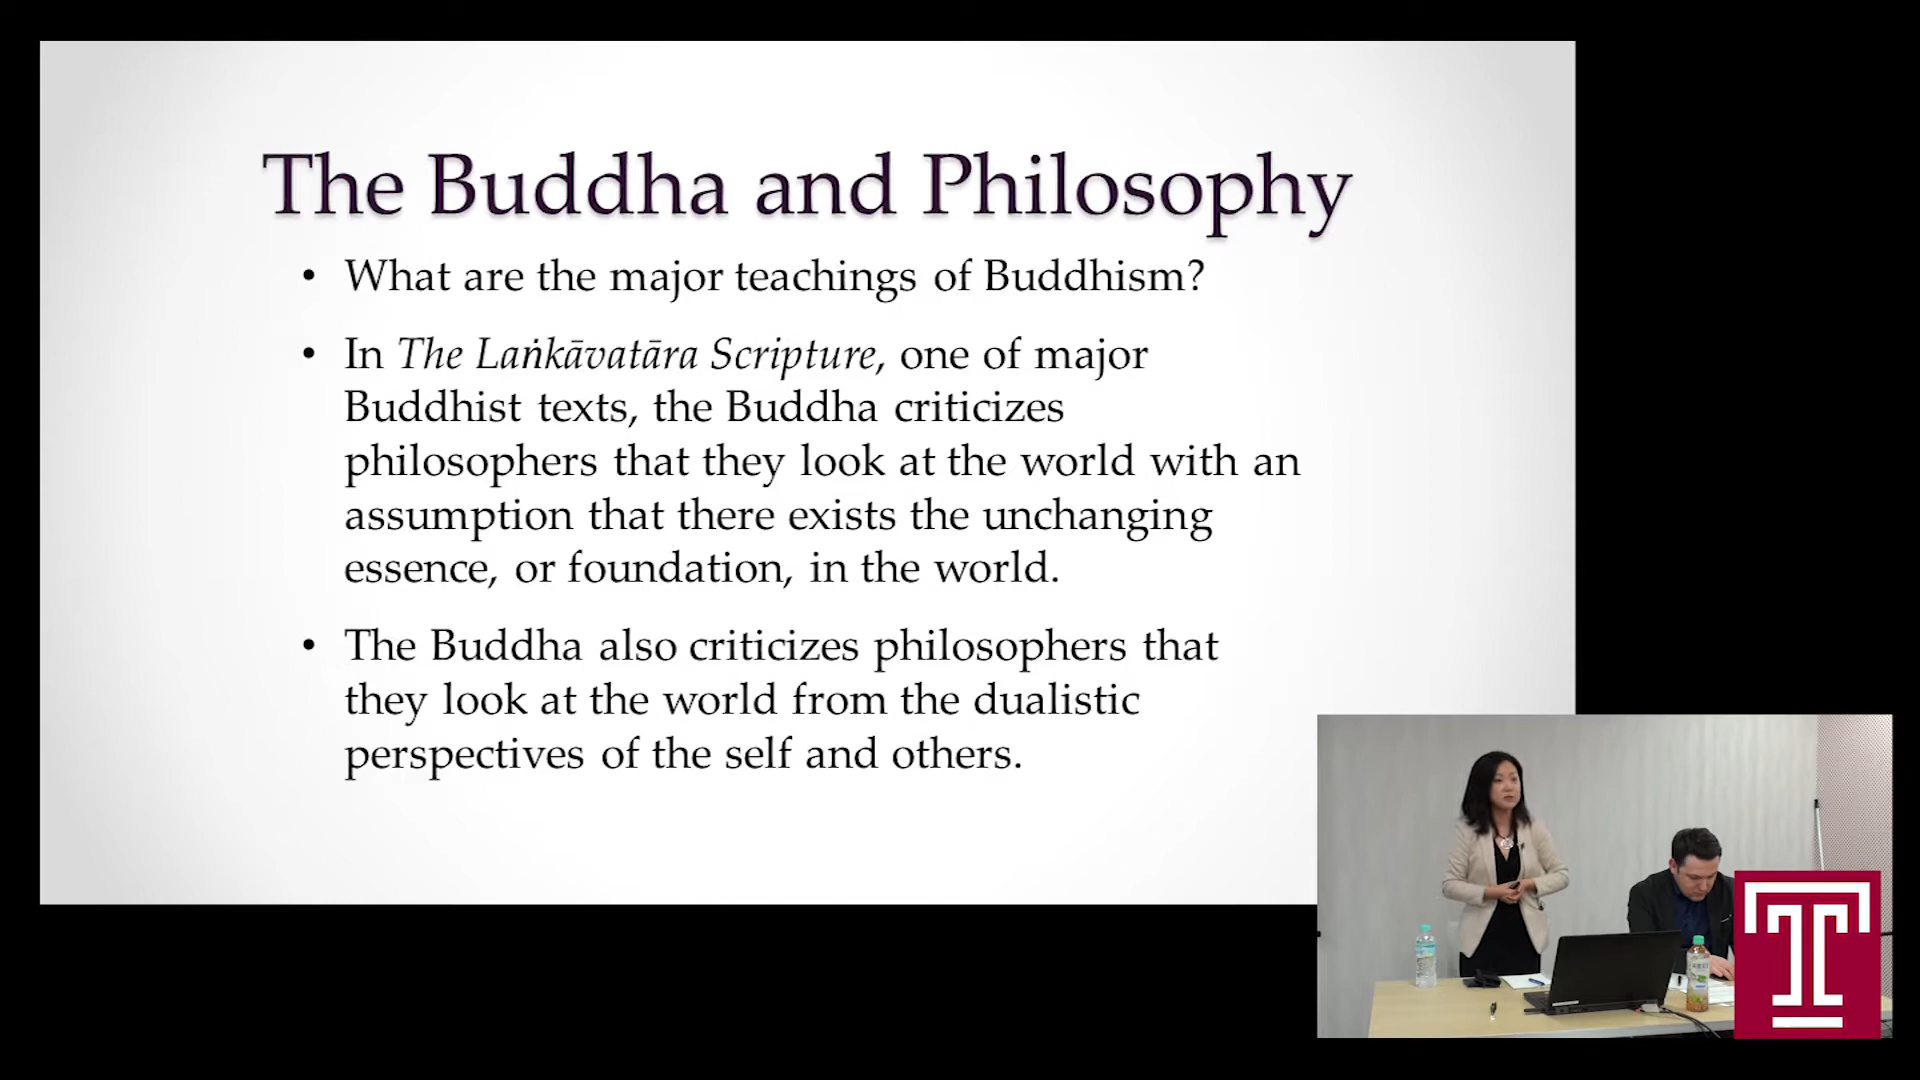 The Buddha and Philosophy
• What are the major teachings of Buddhism?
• In The Laṅkāvatāra Scripture, one of major
Buddhist texts, the Buddha criticizes
philosophers that they look at the world with an
assumption that there exists the unchanging
essence, or foundation, in the world.
• The Buddha also criticizes philosophers that
they look at the world from the dualistic
perspectives of the self and others.
T